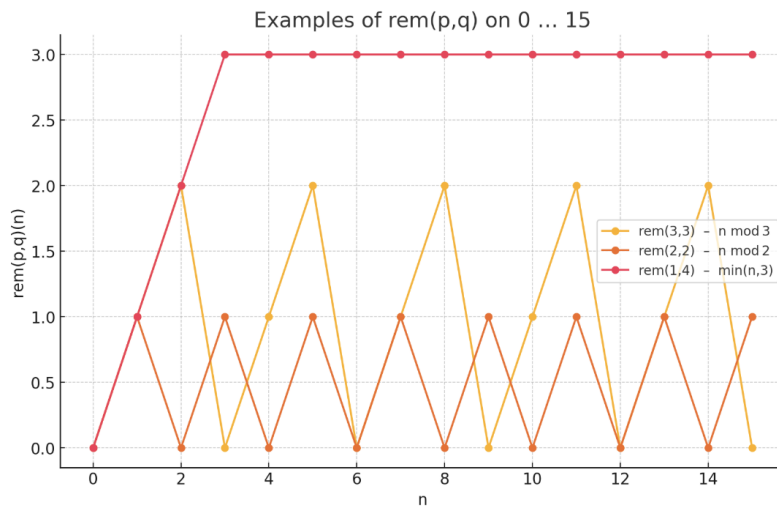 Examples of rem(p,q) on 0 … 15
3.0
2.5
2.0
1.5
1.0
0.5
0.0
rem(p,q)(n)
rem(3,3) – n mod 3
rem(2,2) – n mod 2
rem(1,4) – min(n,3)
0 2 4 6 8 10 12 14
n